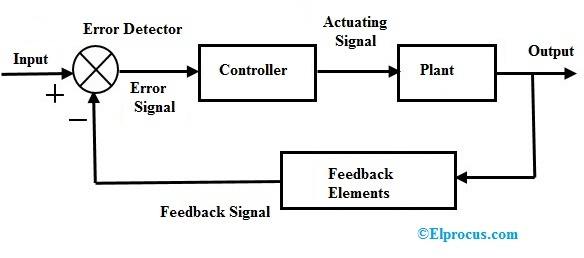 Error Detector
Actuating
Signal
Input
Output
Controller
Plant
+
Error
Signal
−
Feedback
Elements
Feedback Signal
©Elprocus.com